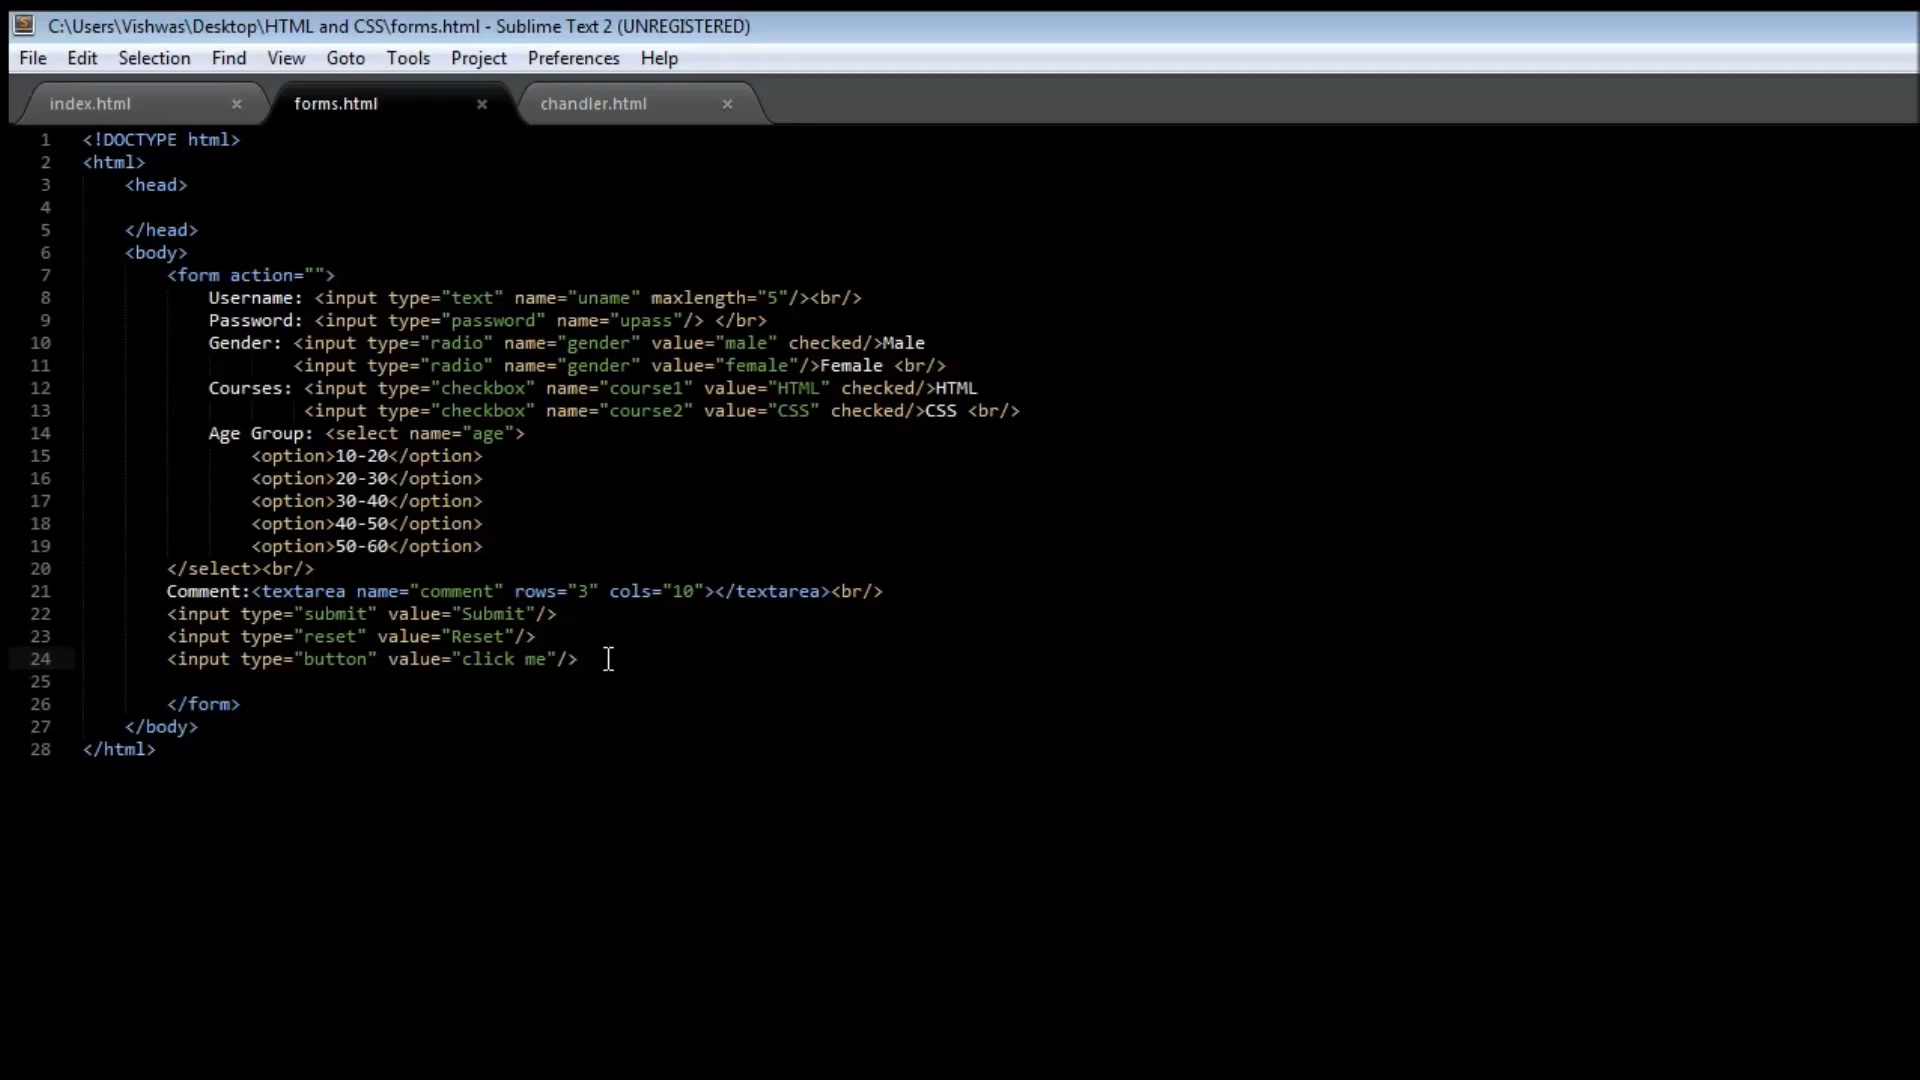 C:\Users\Vishwas\Desktop\HTML and CSS\forms.html - Sublime Text 2 (UNREGISTERED)
File Edit Selection Find View Goto Tools Project Preferences Help
index.html × forms.html × chandler.html ×
1 <!DOCTYPE html>
2 <html>
3 <head>
4
5 </head>
6 <body>
7 <form action="">
8 Username: <input type="text" name="uname" maxlength="5"/><br/>
9 Password: <input type="password" name="upass"/> </br>
10 Gender: <input type="radio" name="gender" value="male" checked/>Male
11 <input type="radio" name="gender" value="female"/>Female <br/>
12 Courses: <input type="checkbox" name="course1" value="HTML" checked/>HTML
13 <input type="checkbox" name="course2" value="CSS" checked/>CSS <br/>
14 Age Group: <select name="age">
15 <option>10-20</option>
16 <option>20-30</option>
17 <option>30-40</option>
18 <option>40-50</option>
19 <option>50-60</option>
20 </select><br/>
21 Comment:<textarea name="comment" rows="3" cols="10"></textarea><br/>
22 <input type="submit" value="Submit"/>
23 <input type="reset" value="Reset"/>
24 <input type="button" value="click me"/>
25
26 </form>
27 </body>
28 </html>